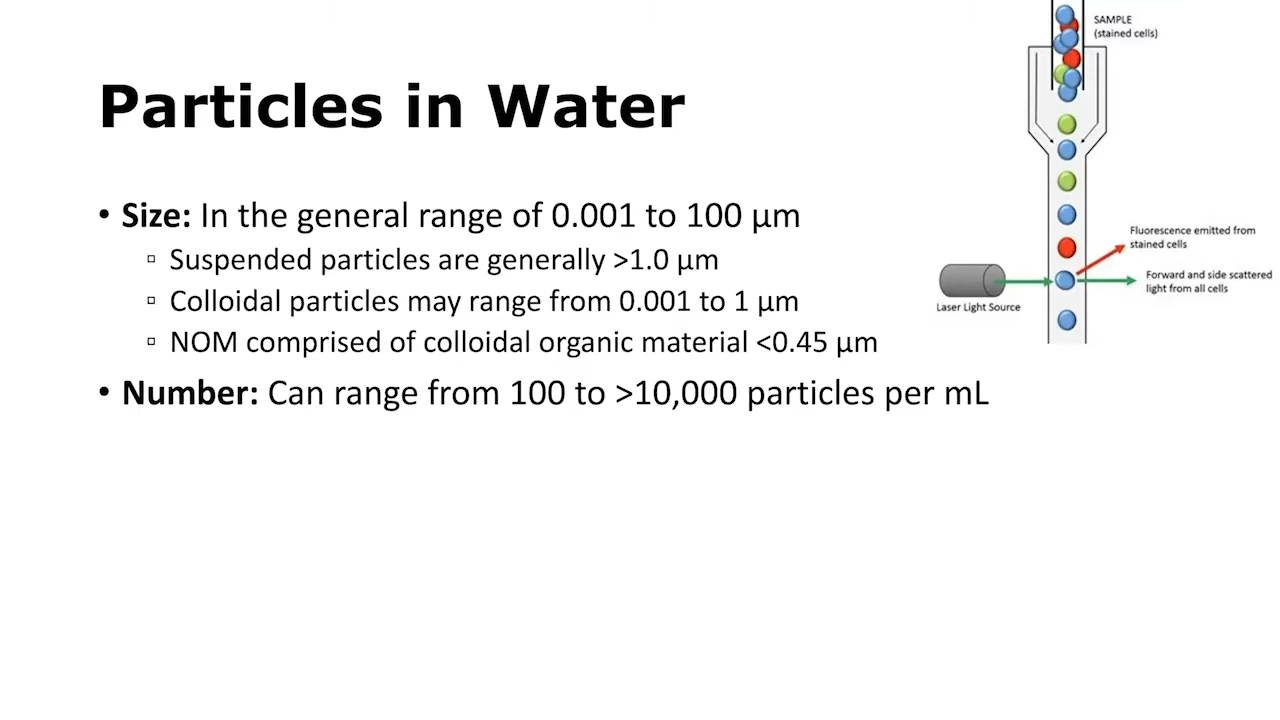 Particles in Water
• Size: In the general range of 0.001 to 100 µm
▫ Suspended particles are generally >1.0 µm
▫ Colloidal particles may range from 0.001 to 1 µm
▫ NOM comprised of colloidal organic material <0.45 µm
• Number: Can range from 100 to >10,000 particles per mL
SAMPLE
(stained cells)
Fluorescence emitted from
stained cells
Forward and side scattered
light from all cells
Laser Light Source